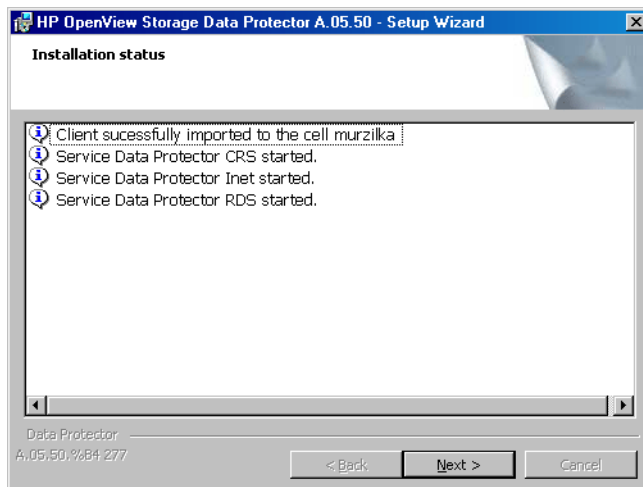 HP OpenView Storage Data Protector A.05.50 - Setup Wizard
Installation status
Client sucessfully imported to the cell murzilka
Service Data Protector CRS started.
Service Data Protector Inet started.
Service Data Protector RDS started.
Data Protector
A.05.50.%B4 277
< Back
Next >
Cancel